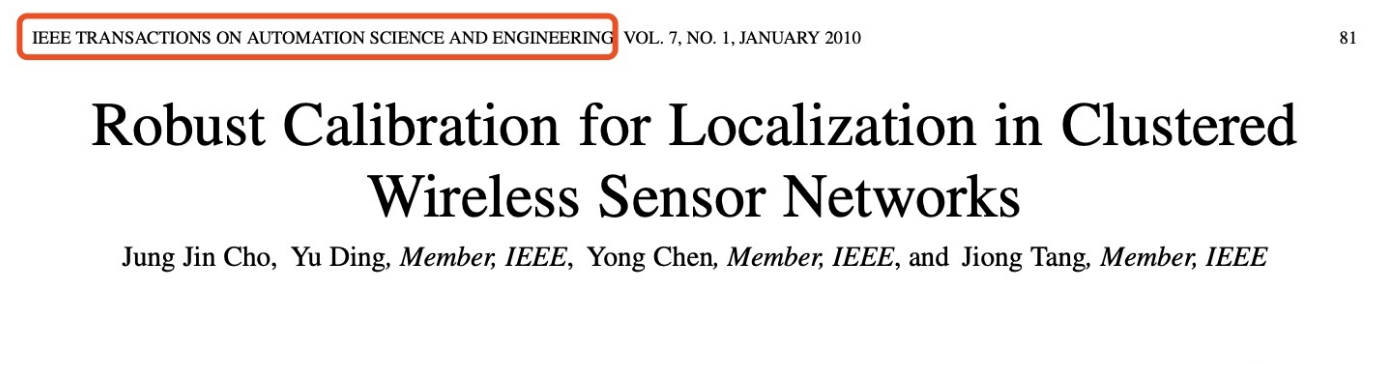 IEEE TRANSACTIONS ON AUTOMATION SCIENCE AND ENGINEERING, VOL. 7, NO. 1, JANUARY 2010 81
Robust Calibration for Localization in Clustered
Wireless Sensor Networks
Jung Jin Cho, Yu Ding, Member, IEEE, Yong Chen, Member, IEEE, and Jiong Tang, Member, IEEE